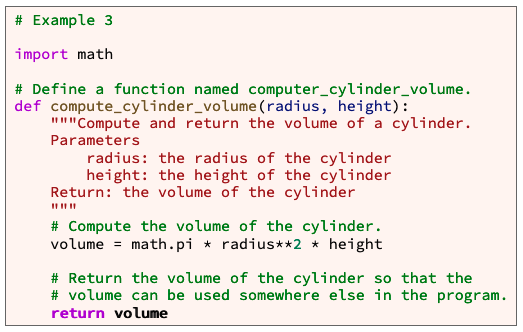 # Example 3
import math
# Define a function named computer_cylinder_volume.
def compute_cylinder_volume(radius, height):
    """Compute and return the volume of a cylinder.
    Parameters
        radius: the radius of the cylinder
        height: the height of the cylinder
    Return: the volume of the cylinder
    """
    # Compute the volume of the cylinder.
    volume = math.pi * radius**2 * height
    # Return the volume of the cylinder so that the
    # volume can be used somewhere else in the program.
    return volume